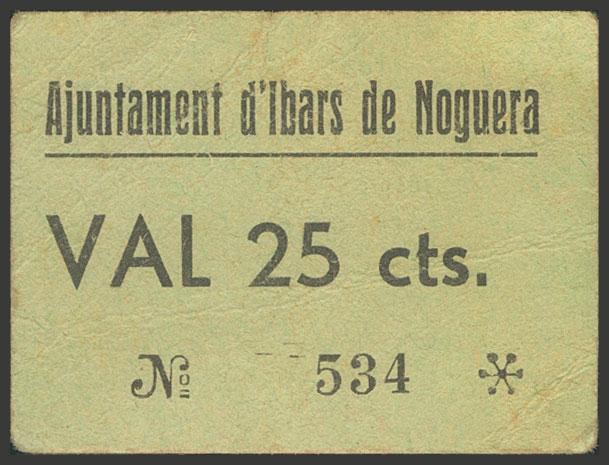 Ajuntament d'Ibars de Noguera
VAL 25 cts.
Nº 534